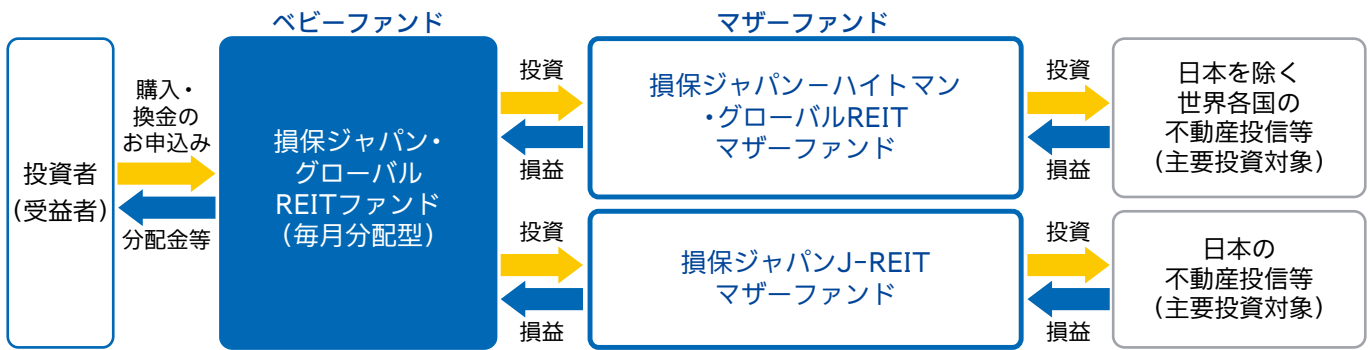 ベビーファンド
マザーファンド
投資者
(受益者)
購入・
換金の
お申込み
分配金等
損保ジャパン・
グローバル
REITファンド
(毎月分配型)
投資
損益
損保ジャパン－ハイトマン
・グローバルREIT
マザーファンド
投資
損益
日本を除く
世界各国の
不動産投信等
(主要投資対象)
投資
損益
損保ジャパンJ-REIT
マザーファンド
投資
損益
日本の
不動産投信等
(主要投資対象)